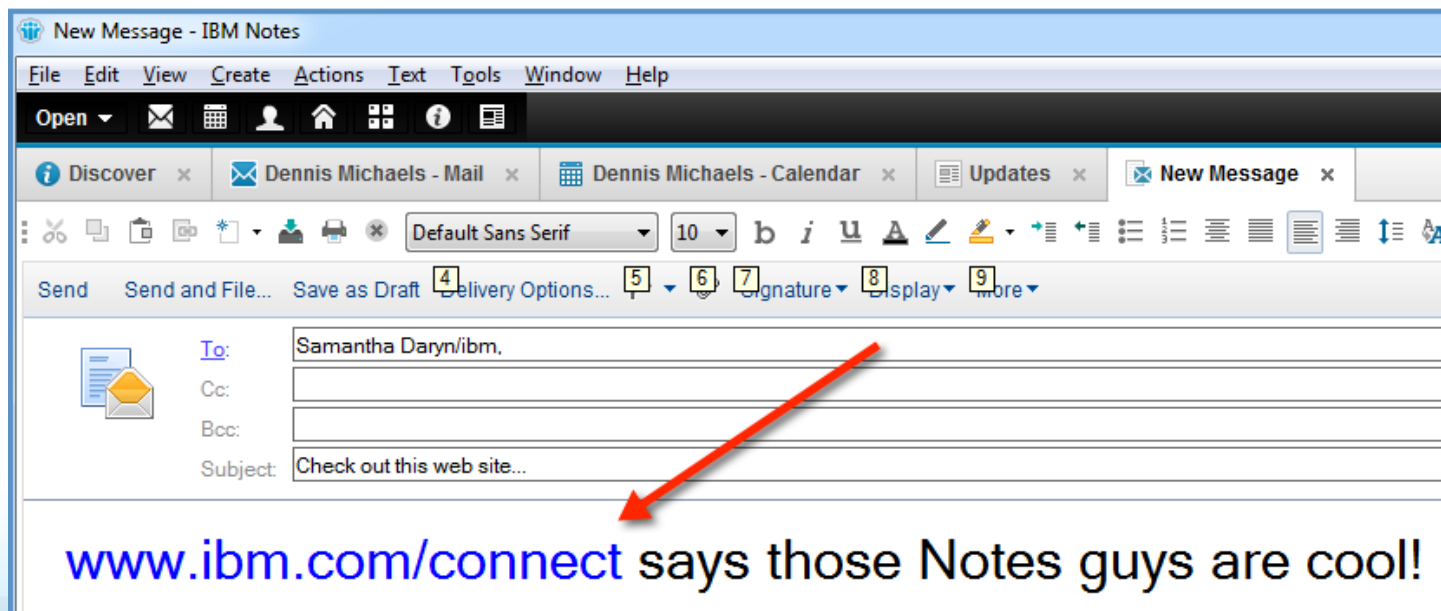 New Message - IBM Notes
File Edit View Create Actions Text Tools Window Help
Open
Discover × Dennis Michaels - Mail × Dennis Michaels - Calendar × Updates × New Message ×
Default Sans Serif 10 b i u A
Send Send and File... Save as Draft 4 Delivery Options... 5 6 7 Signature 8 Display 9 More
To: Samantha Daryn/ibm,
Cc:
Bcc:
Subject: Check out this web site...
www.ibm.com/connect says those Notes guys are cool!